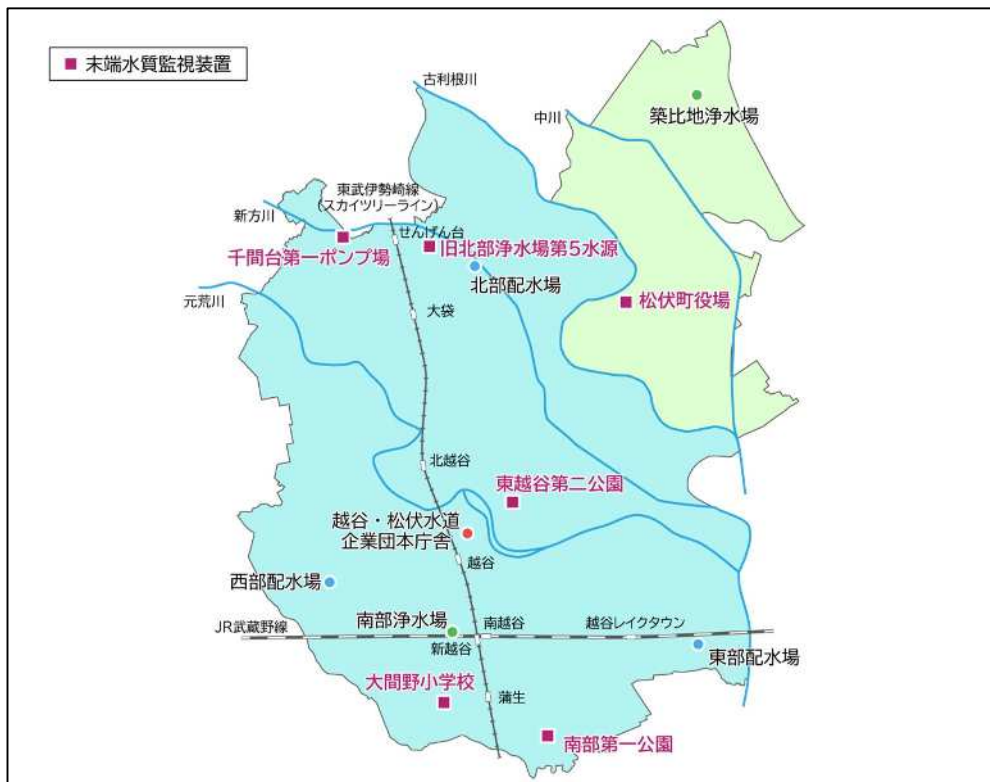 末端水質監視装置
古利根川
中川
築比地浄水場
東武伊勢崎線
(スカイツリーライン)
新方川
せんげん台
千間台第一ポンプ場
旧北部浄水場第5水源
北部配水場
元荒川
大袋
松伏町役場
北越谷
東越谷第二公園
越谷・松伏水道
企業団本庁舎
越谷
西部配水場
南部浄水場
JR武蔵野線
南越谷
越谷レイクタウン
新越谷
東部配水場
大間野小学校
蒲生
南部第一公園